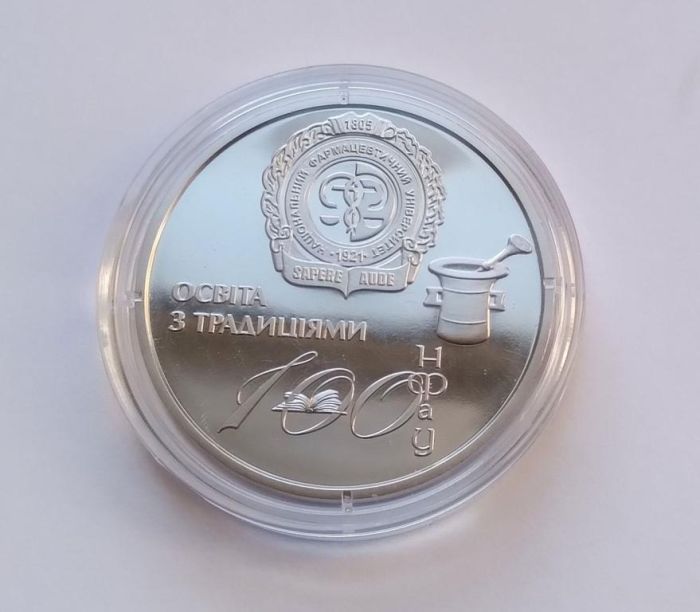 1805
НАЦІОНАЛЬНИЙ ФАРМАЦЕВТИЧНИЙ УНІВЕРСИТЕТ
·1921·
SAPERE AUDE
ОСВІТА
З ТРАДИЦІЯМИ
100
НФаУ